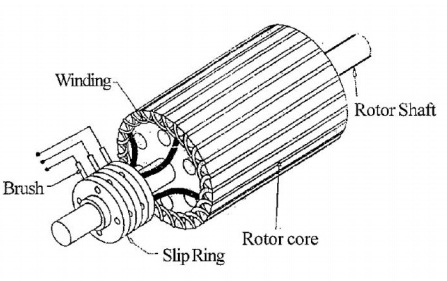 Winding
Rotor Shaft
Brush
Rotor core
Slip Ring